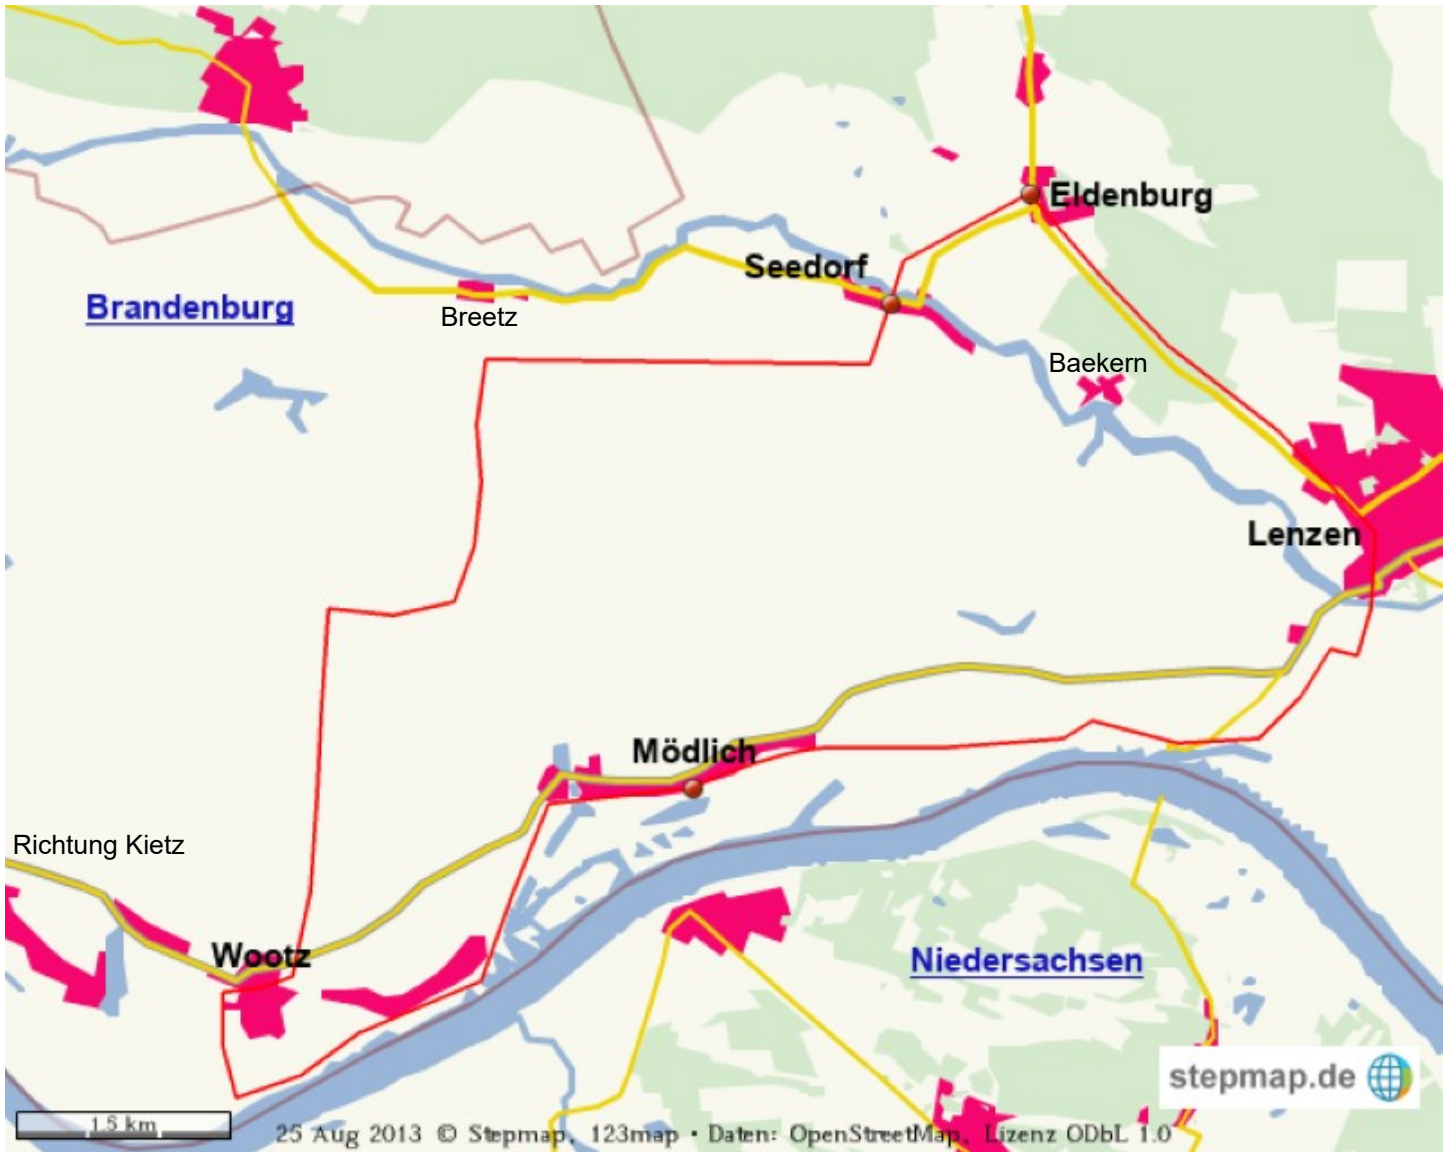 Eldenburg
Seedorf
Brandenburg
Breetz
Baekern
Lenzen
Mödlich
Richtung Kietz
Wootz
Niedersachsen
stepmap.de
1.5 km
25 Aug 2013 © Stepmap, 123map • Daten: OpenStreetMap, Lizenz ODbL 1.0